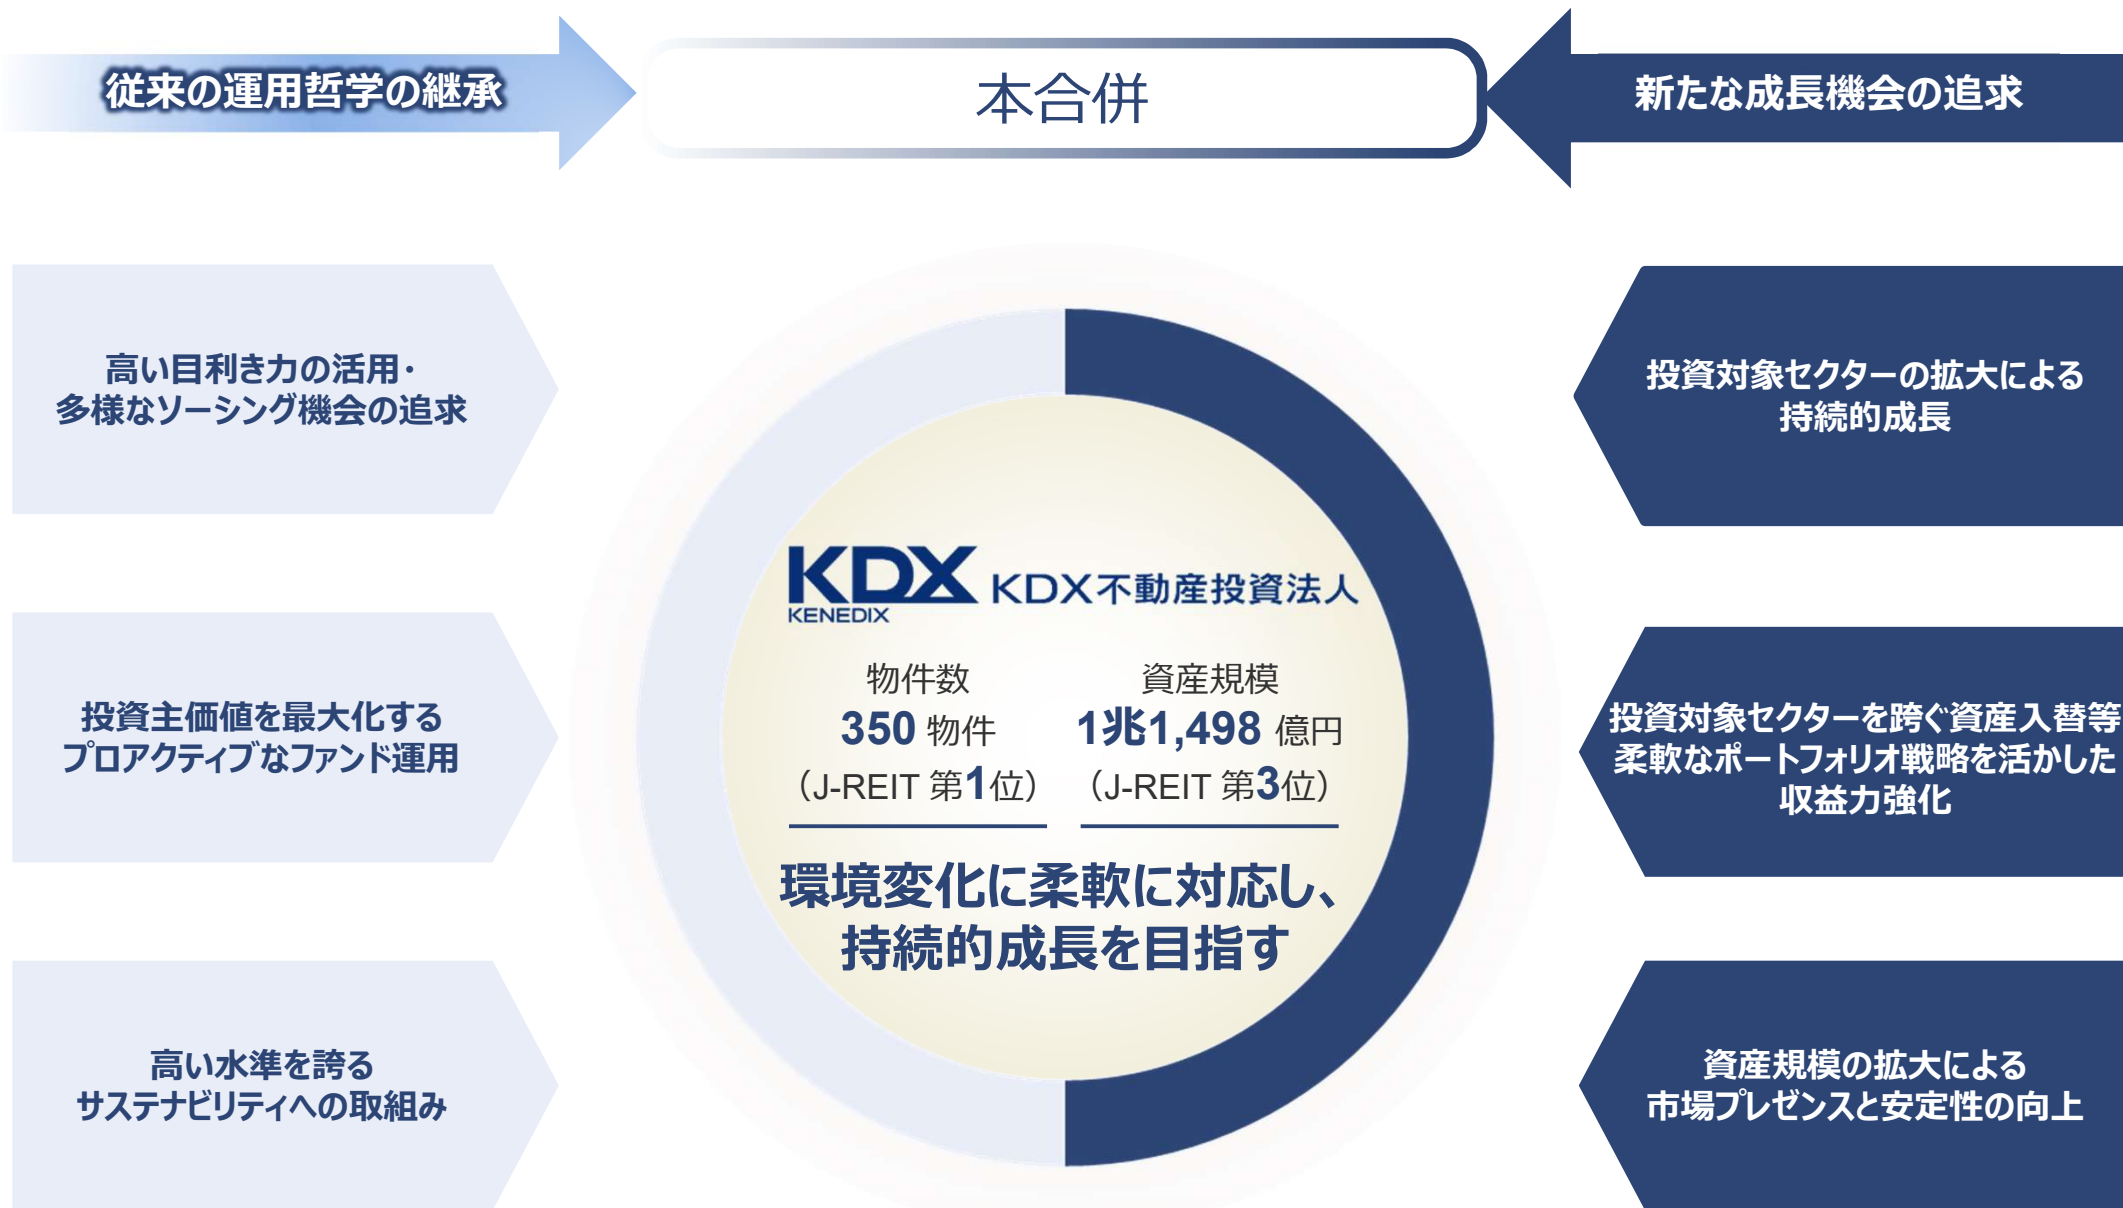 従来の運用哲学の継承
本合併
新たな成長機会の追求
高い目利き力の活用・
多様なソーシング機会の追求
投資主価値を最大化する
プロアクティブなファンド運用
高い水準を誇る
サステナビリティへの取組み
KDX
KENEDIX
KDX不動産投資法人
物件数
350 物件
(J-REIT 第1位)
資産規模
1兆1,498 億円
(J-REIT 第3位)
環境変化に柔軟に対応し、
持続的成長を目指す
投資対象セクターの拡大による
持続的成長
投資対象セクターを跨ぐ資産入替等
柔軟なポートフォリオ戦略を活かした
収益力強化
資産規模の拡大による
市場プレゼンスと安定性の向上